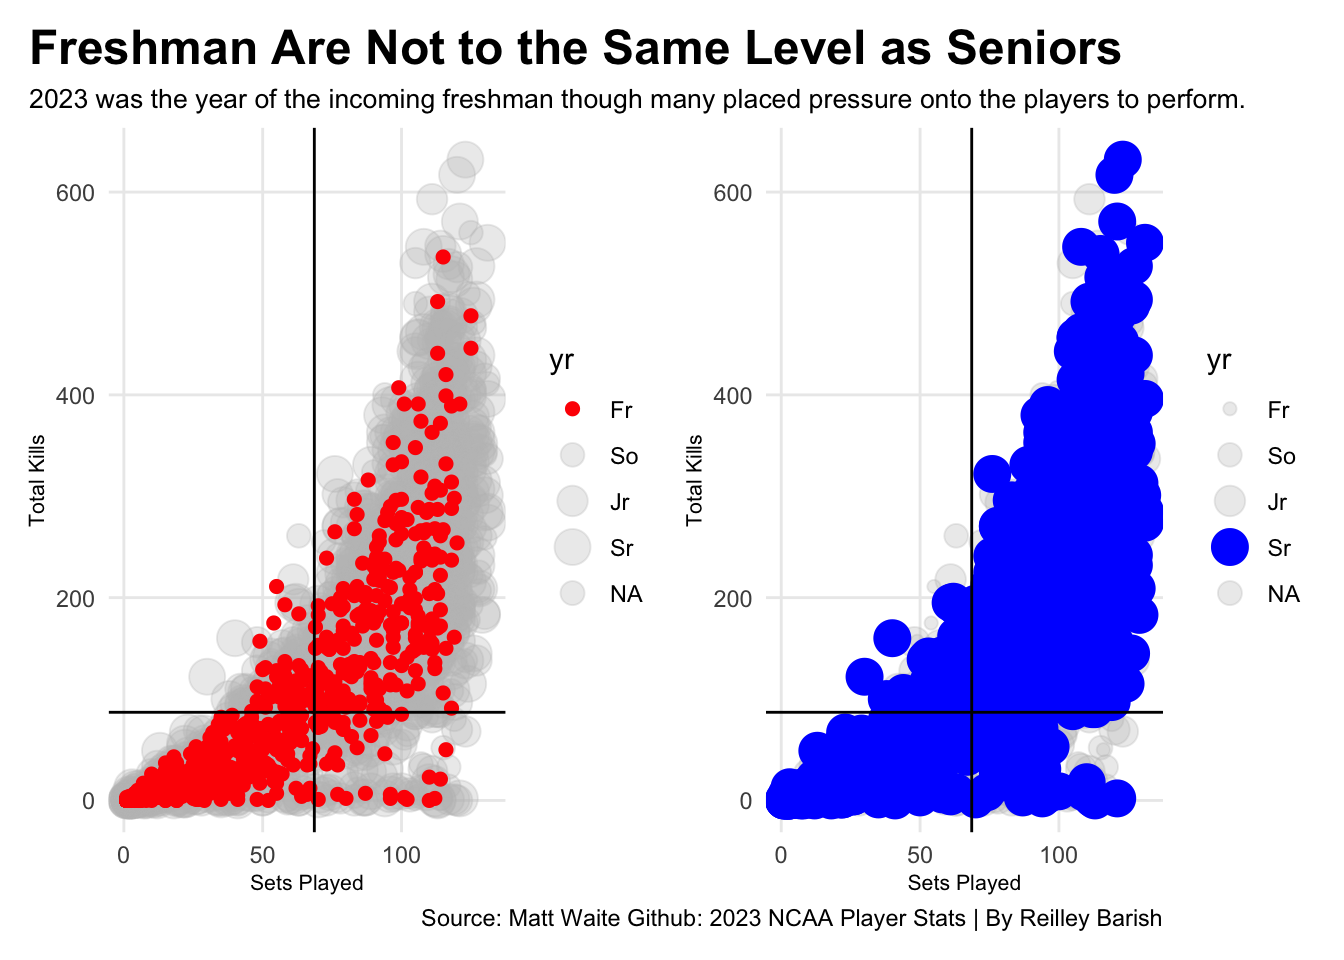 Freshman Are Not to the Same Level as Seniors
2023 was the year of the incoming freshman though many placed pressure onto the players to perform.
Total Kills
600
400
200
0
0 50 100
Sets Played
yr
Fr
So
Jr
Sr
NA
Total Kills
600
400
200
0
0 50 100
Sets Played
yr
Fr
So
Jr
Sr
NA
Source: Matt Waite Github: 2023 NCAA Player Stats | By Reilley Barish